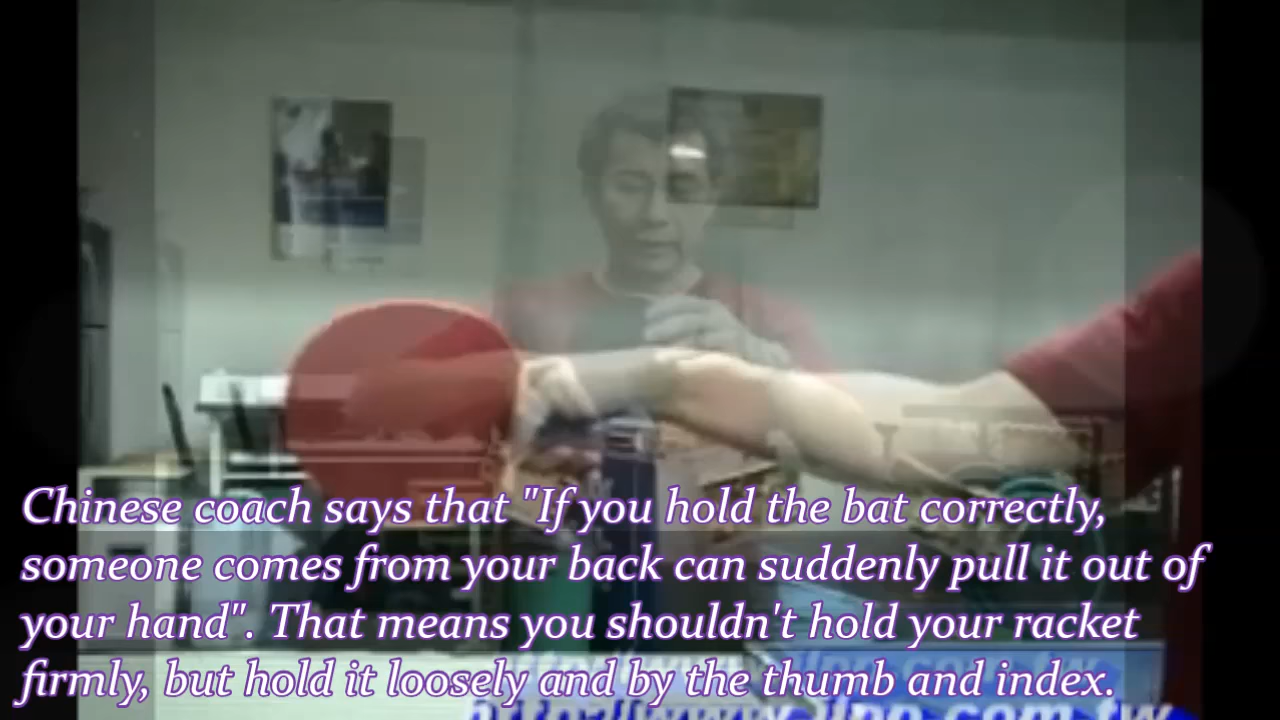 Chinese coach says that "If you hold the bat correctly,
someone comes from your back can suddenly pull it out of
your hand". That means you shouldn't hold your racket
firmly, but hold it loosely and by the thumb and index.